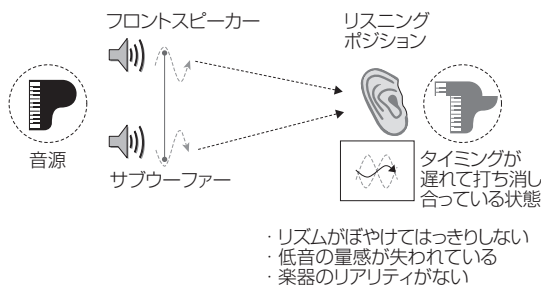 フロントスピーカー
リスニング
ポジション
音源
サブウーファー
タイミングが
遅れて打ち消し
合っている状態
・リズムがぼやけてはっきりしない
・低音の量感が失われている
・楽器のリアリティがない